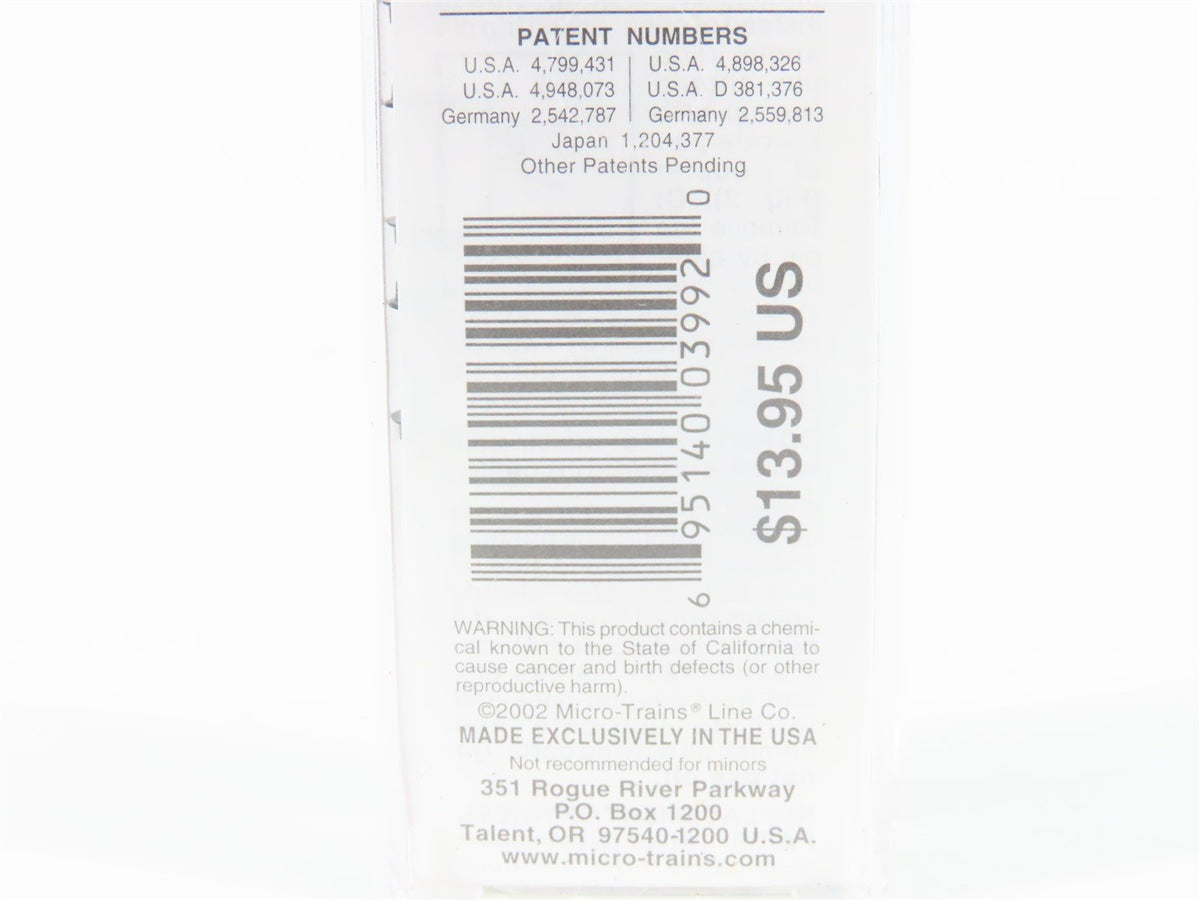 PATENT NUMBERS
U.S.A. 4,799,431 U.S.A. 4,898,326
U.S.A. 4,948,073 U.S.A. D 381,376
Germany 2,542,787 Germany 2,559,813
Japan 1,204,377
Other Patents Pending
6 95140 03992 0
$13.95 US
WARNING: This product contains a chemi-
cal known to the State of California to
cause cancer and birth defects (or other
reproductive harm).
©2002 Micro-Trains® Line Co.
MADE EXCLUSIVELY IN THE USA
Not recommended for minors
351 Rogue River Parkway
P.O. Box 1200
Talent, OR 97540-1200 U.S.A.
www.micro-trains.com